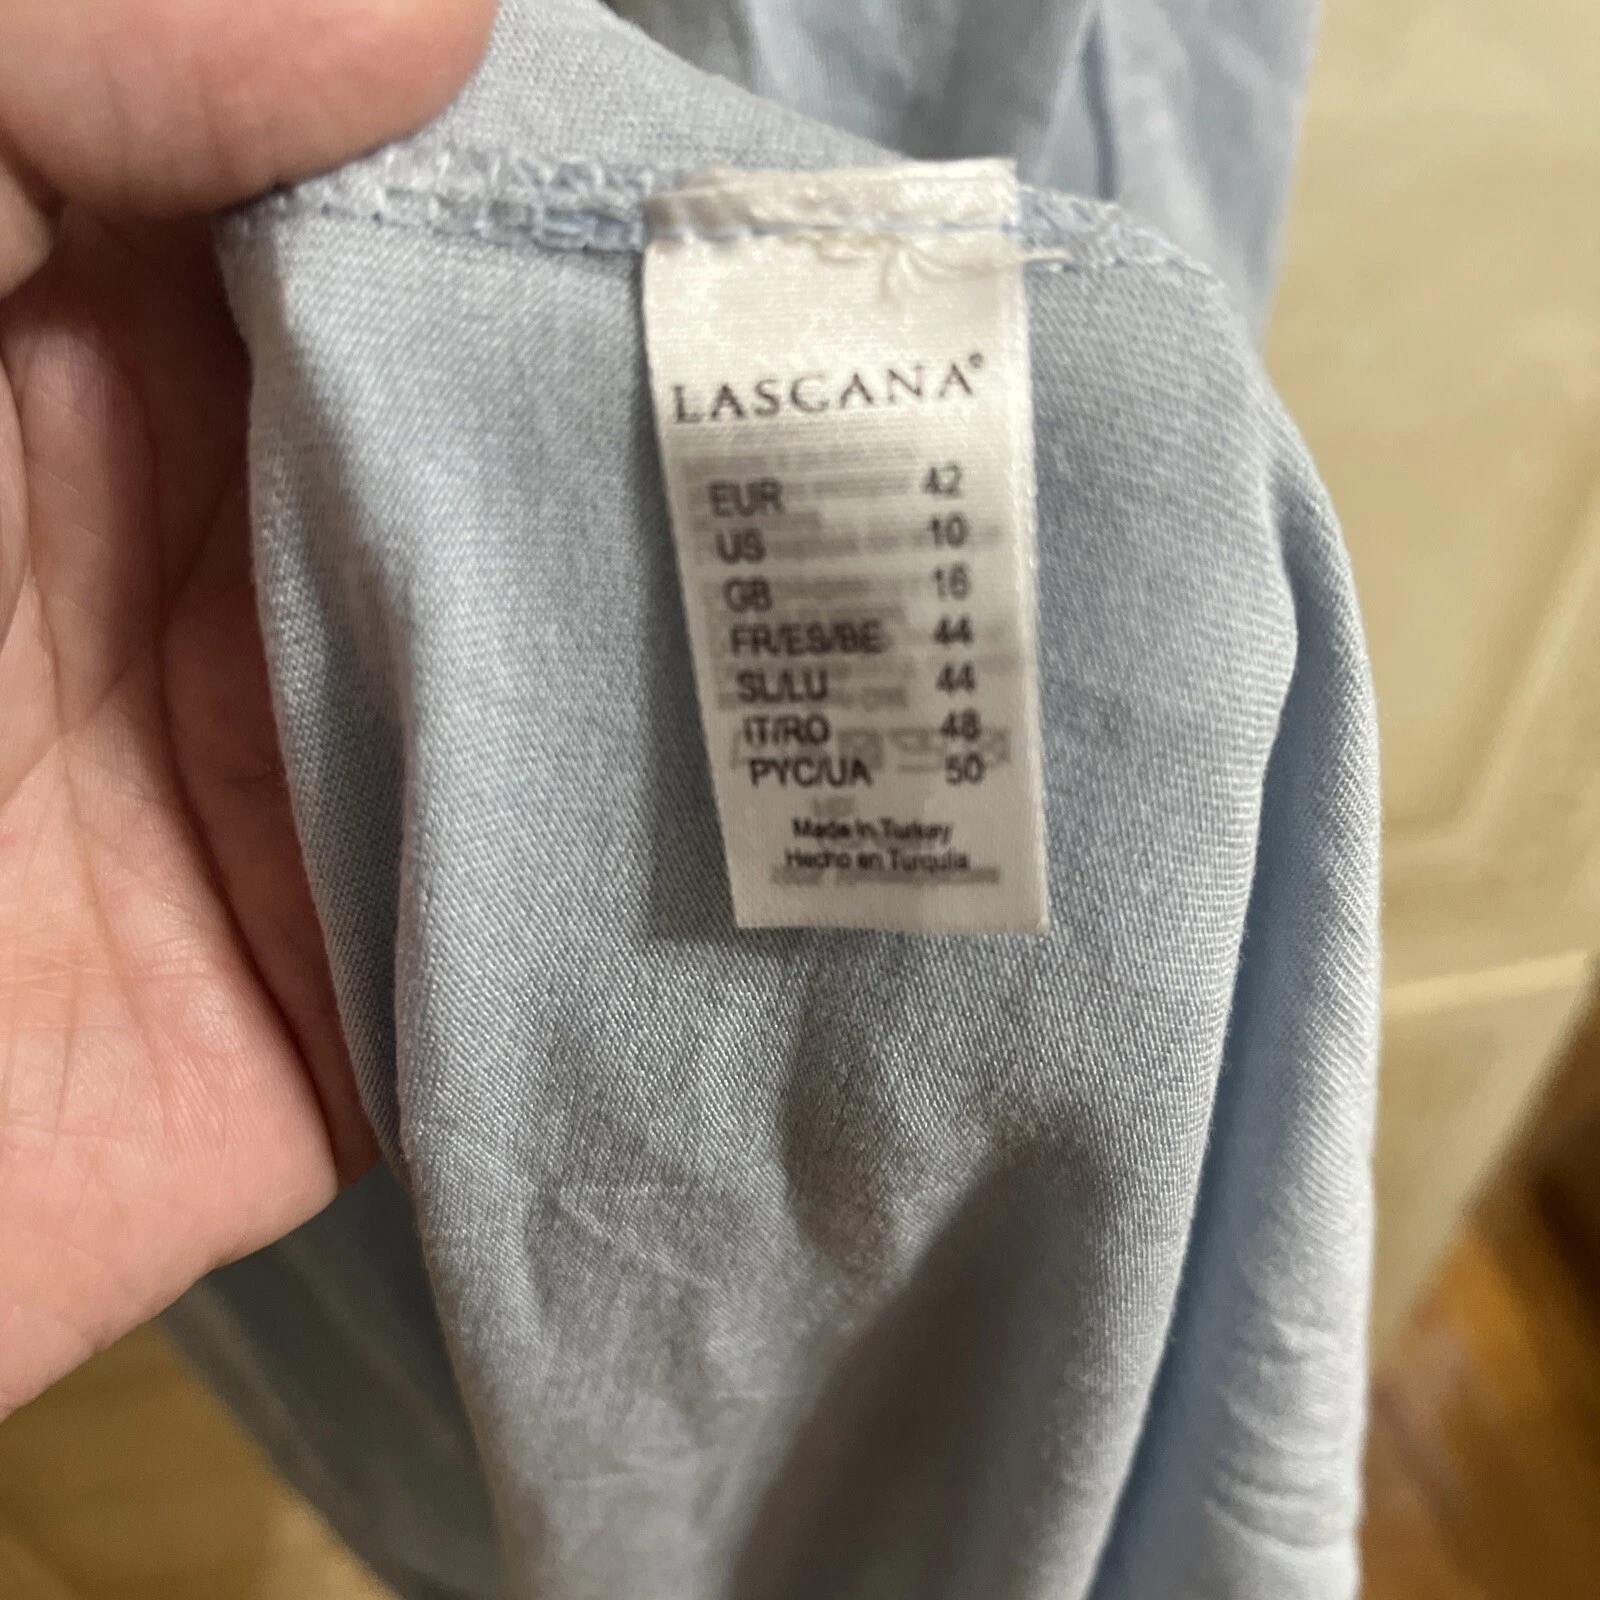 LASCANA®
EUR 42
US 10
GB 16
FR/ES/BE 44
SL/LU 44
IT/RO 48
PYC/UA 50
Made in Turkey
Hecho en Turquia